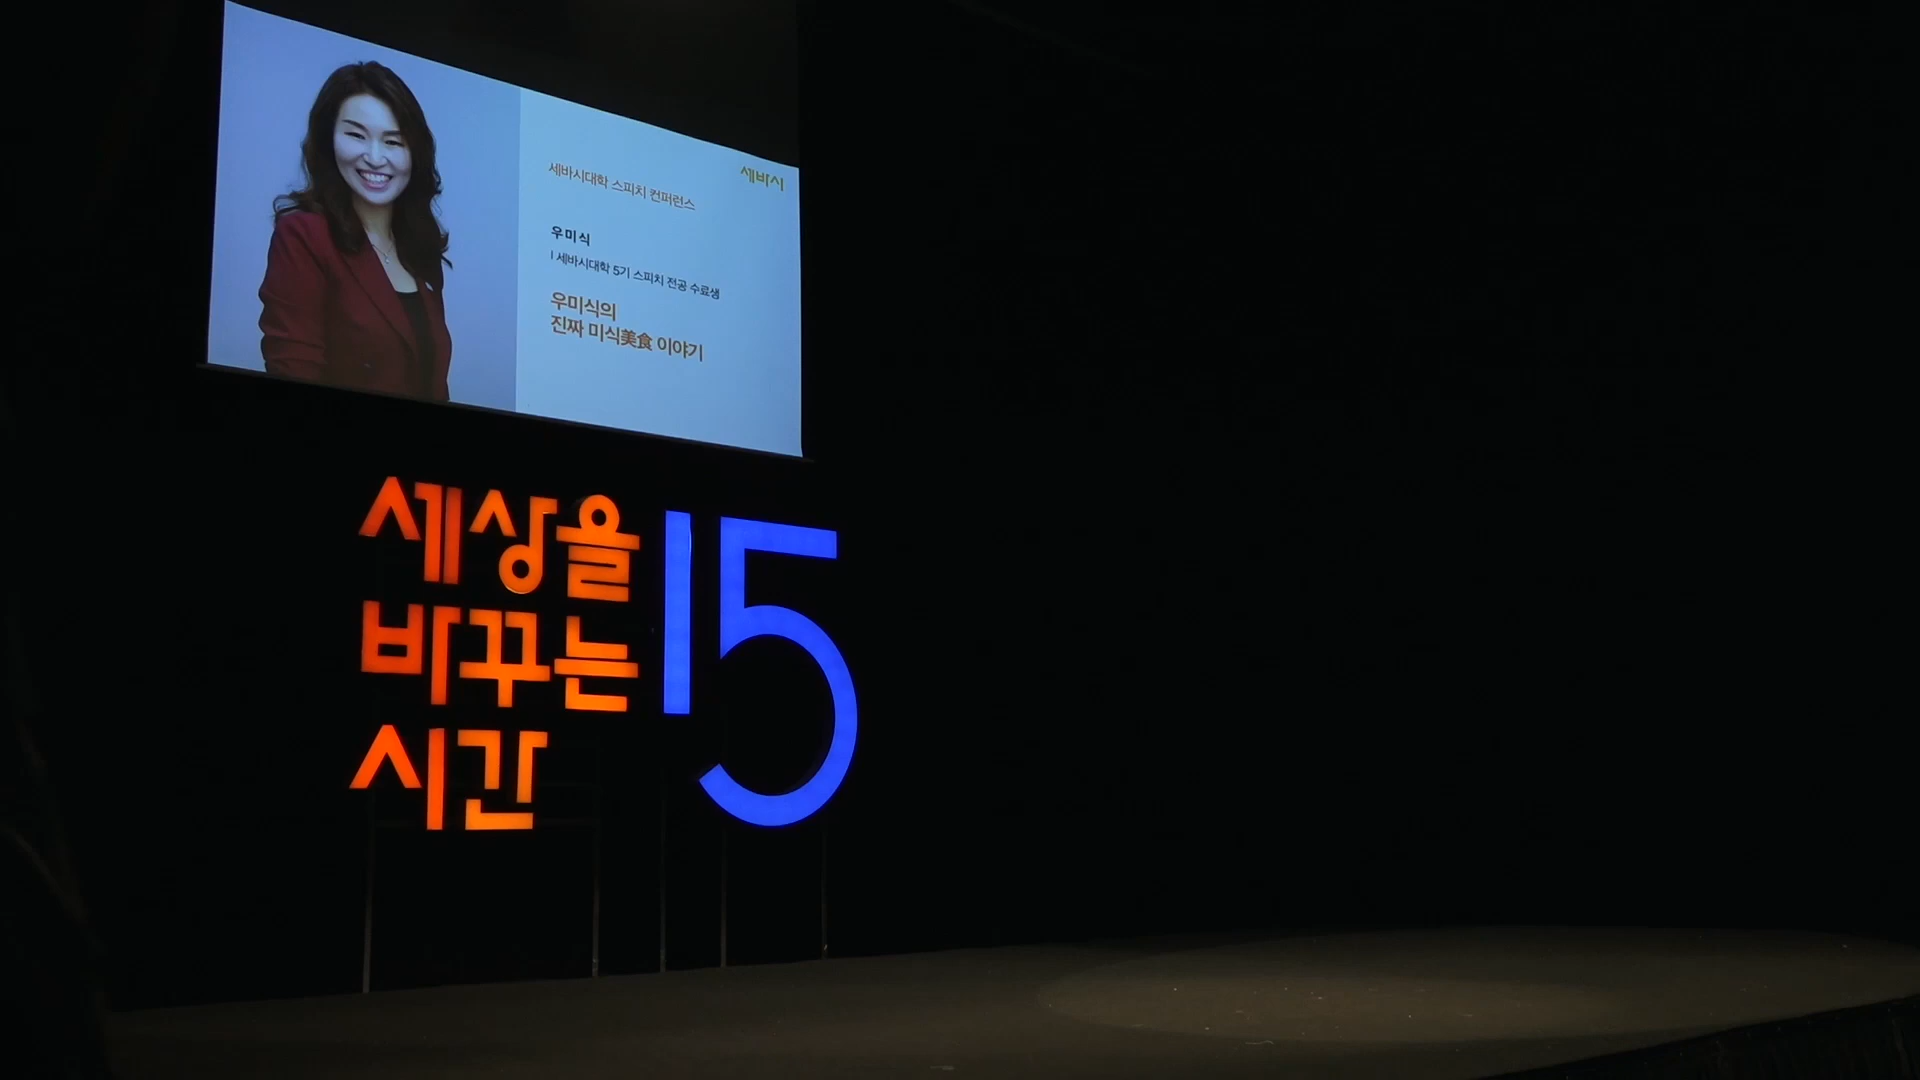 세바시
세바시대학 스피치 컨퍼런스
우미식
| 세바시대학 5기 스피치 전공 수료생
우미식의
진짜 미식美食 이야기
세상을
바꾸는
시간
15